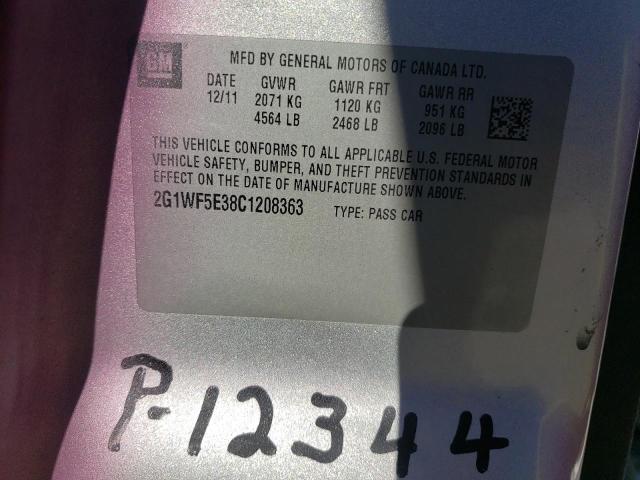 GM
MFD BY GENERAL MOTORS OF CANADA LTD.
DATE GVWR GAWR FRT GAWR RR
12/11 2071 KG 1120 KG 951 KG
4564 LB 2468 LB 2096 LB
THIS VEHICLE CONFORMS TO ALL APPLICABLE U.S. FEDERAL MOTOR
VEHICLE SAFETY, BUMPER, AND THEFT PREVENTION STANDARDS IN
EFFECT ON THE DATE OF MANUFACTURE SHOWN ABOVE.
2G1WF5E38C1208363 TYPE: PASS CAR
P-12344